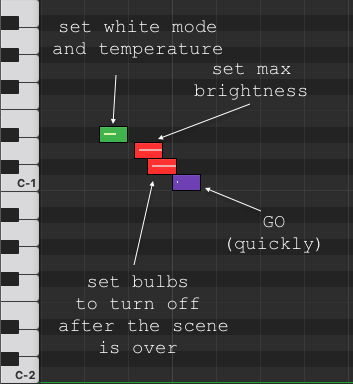 set white mode
and temperature
set max
brightness
C-1
GO
(quickly)
set bulbs
to turn off
after the scene
is over
C-2